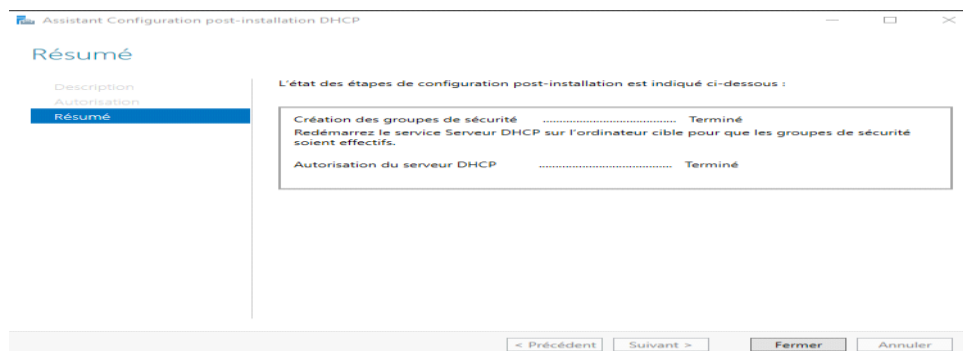 Assistant Configuration post-installation DHCP
Résumé
Description
Autorisation
Résumé
L'état des étapes de configuration post-installation est indiqué ci-dessous :
Création des groupes de sécurité ..................................... Terminé
Redémarrez le service Serveur DHCP sur l'ordinateur cible pour que les groupes de sécurité
soient effectifs.
Autorisation du serveur DHCP ..................................... Terminé
< Précédent Suivant > Fermer Annuler